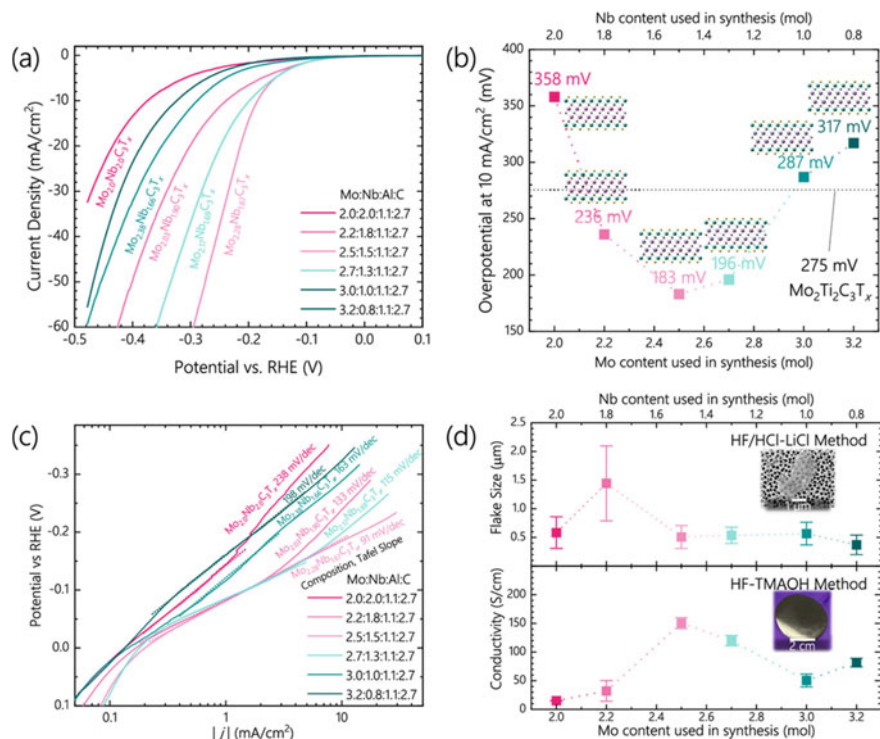 (a)
0
-10
-20
-30
-40
-50
-60
Current Density (mA/cm²)
Mo₂.₀Nb₂.₀C₃Tₓ
Mo:Nb:Al:C
2.0:2.0:1.1:2.7
2.2:1.8:1.1:2.7
2.5:1.5:1.1:2.7
2.7:1.3:1.1:2.7
3.0:1.0:1.1:2.7
3.2:0.8:1.1:2.7
-0.5 -0.4 -0.3 -0.2 -0.1 0.0 0.1
Potential vs. RHE (V)
(b)
Nb content used in synthesis (mol)
2.0 1.8 1.6 1.4 1.2 1.0 0.8
400
350
300
250
200
150
Overpotential at 10 mA/cm² (mV)
358 mV
236 mV
183 mV
196 mV
287 mV
317 mV
275 mV
Mo₂Ti₂C₃Tₓ
2.0 2.2 2.4 2.6 2.8 3.0 3.2
Mo content used in synthesis (mol)
(c)
-0.3
-0.2
-0.1
0.0
0.1
Potential vs RHE (V)
Mo₂.₀Nb₂.₀C₃Tₓ 238 mV/dec
198 mV/dec
163 mV/dec
133 mV/dec
115 mV/dec
91 mV/dec
Composition, Tafel Slope
Mo:Nb:Al:C
2.0:2.0:1.1:2.7
2.2:1.8:1.1:2.7
2.5:1.5:1.1:2.7
2.7:1.3:1.1:2.7
3.0:1.0:1.1:2.7
3.2:0.8:1.1:2.7
0.1 1 10
|j| (mA/cm²)
(d)
Nb content used in synthesis (mol)
2.0 1.8 1.6 1.4 1.2 1.0 0.8
2.5
2.0
1.5
1.0
0.5
Flake Size (μm)
HF/HCl-LiCl Method
1 μm
200
150
100
50
0
Conductivity (S/cm)
HF-TMAOH Method
2 cm
2.0 2.2 2.4 2.6 2.8 3.0 3.2
Mo content used in synthesis (mol)